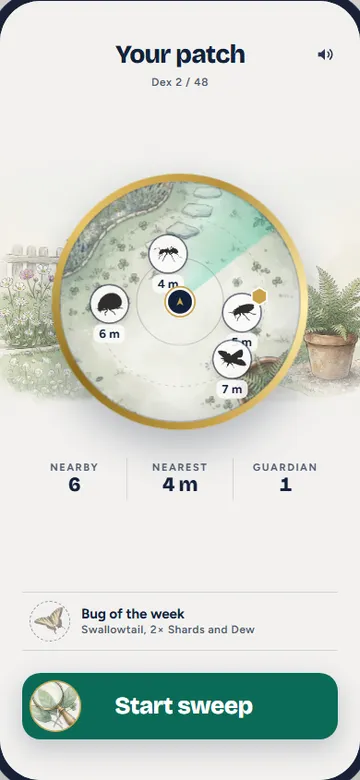 Your patch
Dex 2 / 48
4 m
6 m
7 m
NEARBY
6
NEAREST
4 m
GUARDIAN
1
Bug of the week
Swallowtail, 2× Shards and Dew
Start sweep